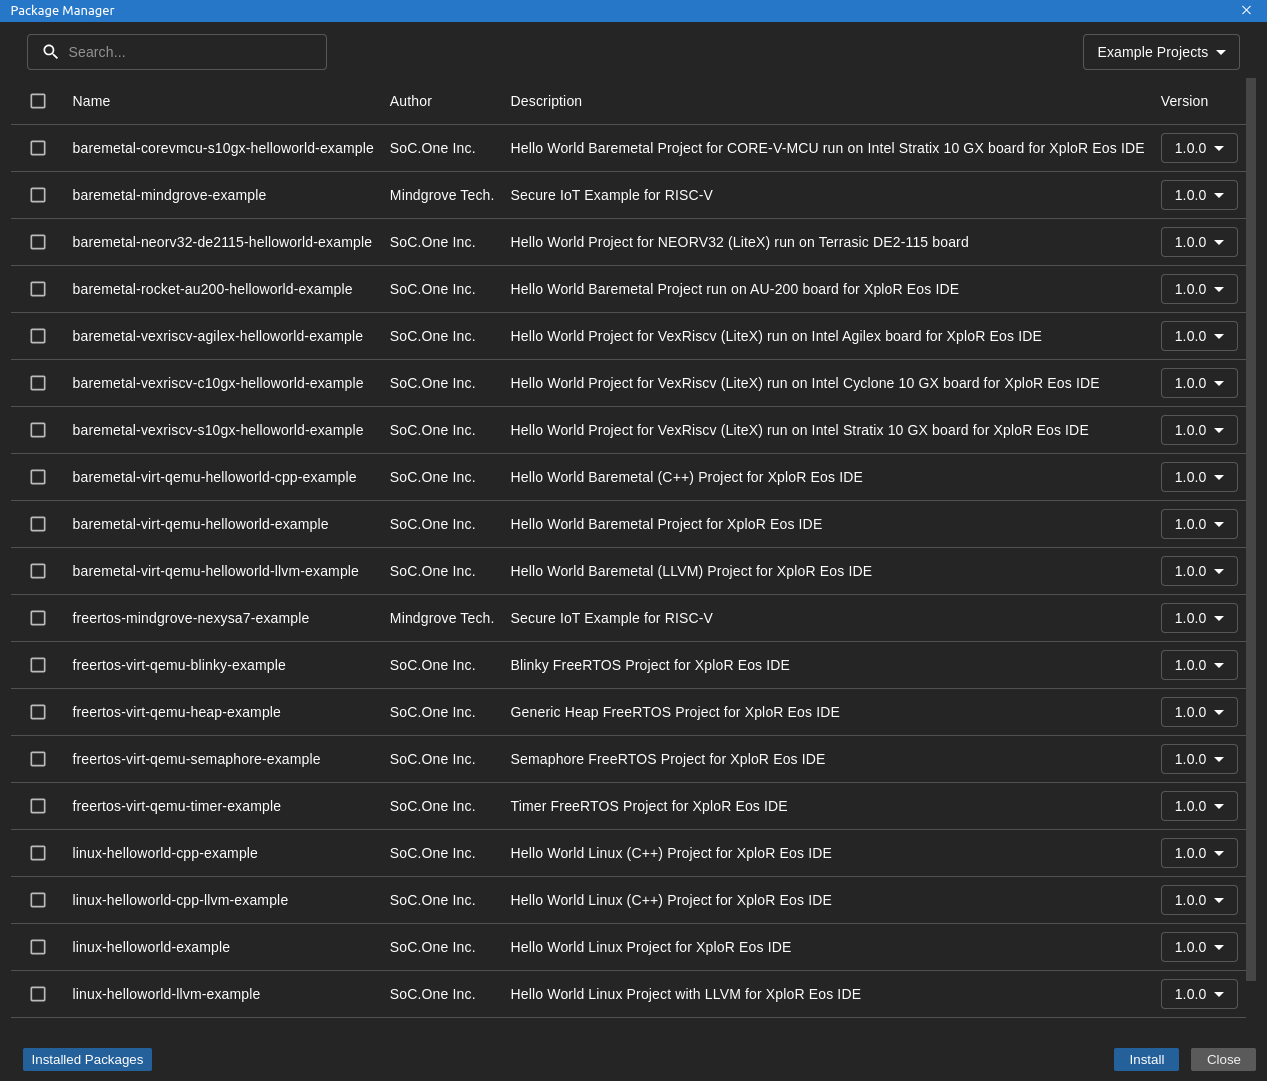 Package Manager
Search...
Example Projects
Name Author Description Version
baremetal-corevmcu-s10gx-helloworld-example SoC.One Inc. Hello World Baremetal Project for CORE-V-MCU run on Intel Stratix 10 GX board for XploR Eos IDE 1.0.0
baremetal-mindgrove-example Mindgrove Tech. Secure IoT Example for RISC-V 1.0.0
baremetal-neorv32-de2115-helloworld-example SoC.One Inc. Hello World Project for NEORV32 (LiteX) run on Terrasic DE2-115 board 1.0.0
baremetal-rocket-au200-helloworld-example SoC.One Inc. Hello World Baremetal Project run on AU-200 board for XploR Eos IDE 1.0.0
baremetal-vexriscv-agilex-helloworld-example SoC.One Inc. Hello World Project for VexRiscv (LiteX) run on Intel Agilex board for XploR Eos IDE 1.0.0
baremetal-vexriscv-c10gx-helloworld-example SoC.One Inc. Hello World Project for VexRiscv (LiteX) run on Intel Cyclone 10 GX board for XploR Eos IDE 1.0.0
baremetal-vexriscv-s10gx-helloworld-example SoC.One Inc. Hello World Project for VexRiscv (LiteX) run on Intel Stratix 10 GX board for XploR Eos IDE 1.0.0
baremetal-virt-qemu-helloworld-cpp-example SoC.One Inc. Hello World Baremetal (C++) Project for XploR Eos IDE 1.0.0
baremetal-virt-qemu-helloworld-example SoC.One Inc. Hello World Baremetal Project for XploR Eos IDE 1.0.0
baremetal-virt-qemu-helloworld-llvm-example SoC.One Inc. Hello World Baremetal (LLVM) Project for XploR Eos IDE 1.0.0
freertos-mindgrove-nexysa7-example Mindgrove Tech. Secure IoT Example for RISC-V 1.0.0
freertos-virt-qemu-blinky-example SoC.One Inc. Blinky FreeRTOS Project for XploR Eos IDE 1.0.0
freertos-virt-qemu-heap-example SoC.One Inc. Generic Heap FreeRTOS Project for XploR Eos IDE 1.0.0
freertos-virt-qemu-semaphore-example SoC.One Inc. Semaphore FreeRTOS Project for XploR Eos IDE 1.0.0
freertos-virt-qemu-timer-example SoC.One Inc. Timer FreeRTOS Project for XploR Eos IDE 1.0.0
linux-helloworld-cpp-example SoC.One Inc. Hello World Linux (C++) Project for XploR Eos IDE 1.0.0
linux-helloworld-cpp-llvm-example SoC.One Inc. Hello World Linux (C++) Project for XploR Eos IDE 1.0.0
linux-helloworld-example SoC.One Inc. Hello World Linux Project for XploR Eos IDE 1.0.0
linux-helloworld-llvm-example SoC.One Inc. Hello World Linux Project with LLVM for XploR Eos IDE 1.0.0
Installed Packages Install Close